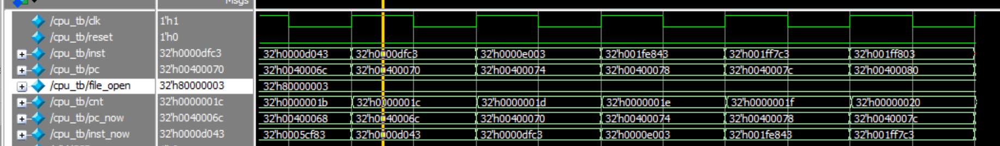 Msgs
/cpu_tb/clk 1'h1
/cpu_tb/reset 1'h0
/cpu_tb/inst 32'h0000dfc3 32'h0000d043 32'h0000dfc3 32'h0000e003 32'h001fe843 32'h001ff7c3 32'h001ff803
/cpu_tb/pc 32'h00400070 32'h0040006c 32'h00400070 32'h00400074 32'h00400078 32'h0040007c 32'h00400080
/cpu_tb/file_open 32'h80000003 32'h80000003
/cpu_tb/cnt 32'h0000001c 32'h0000001b 32'h0000001c 32'h0000001d 32'h0000001e 32'h0000001f 32'h00000020
/cpu_tb/pc_now 32'h0040006c 32'h00400068 32'h0040006c 32'h00400070 32'h00400074 32'h00400078 32'h0040007c
/cpu_tb/inst_now 32'h0000d043 32'h0005cf83 32'h0000d043 32'h0000dfc3 32'h0000e003 32'h001fe843 32'h001ff7c3